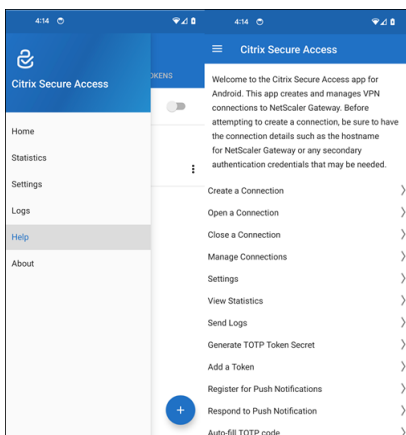 4:14
Citrix Secure Access
KENS
Home
Statistics
Settings
Logs
Help
About
+
4:14
Citrix Secure Access
Welcome to the Citrix Secure Access app for
Android. This app creates and manages VPN
connections to NetScaler Gateway. Before
attempting to create a connection, be sure to have
the connection details such as the hostname
for NetScaler Gateway or any secondary
authentication credentials that may be needed.
Create a Connection
Open a Connection
Close a Connection
Manage Connections
Settings
View Statistics
Send Logs
Generate TOTP Token Secret
Add a Token
Register for Push Notifications
Respond to Push Notification
Auto-fill TOTP code